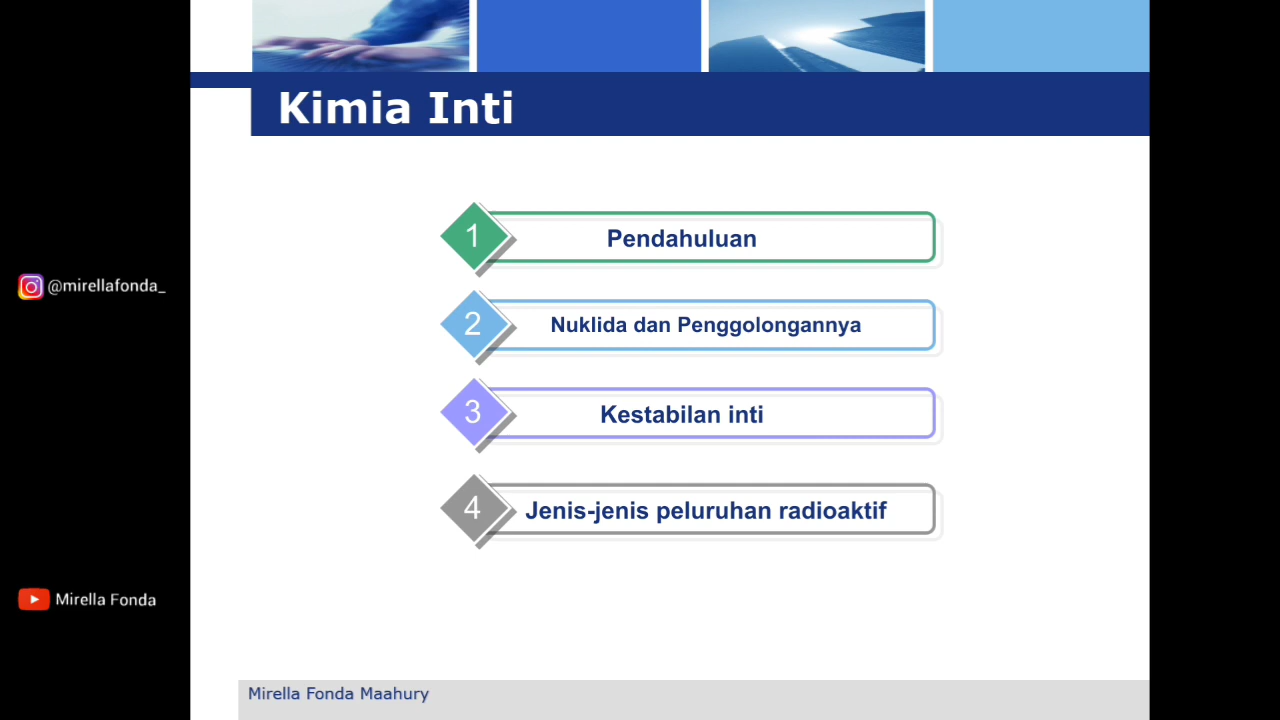 Kimia Inti
1 Pendahuluan
2 Nuklida dan Penggolongannya
3 Kestabilan inti
4 Jenis-jenis peluruhan radioaktif
@mirellafonda_
Mirella Fonda
Mirella Fonda Maahury